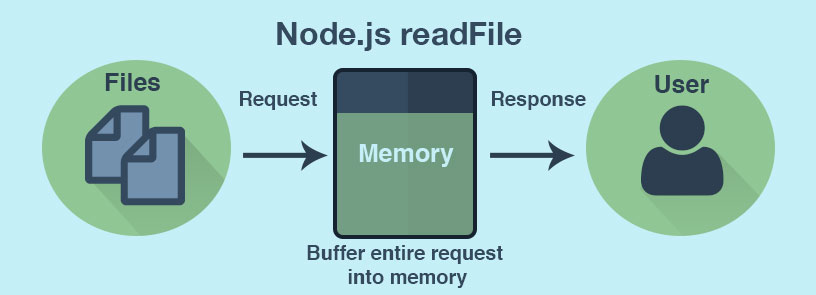 Node.js readFile
Files
Request
Memory
Response
User
Buffer entire request
into memory